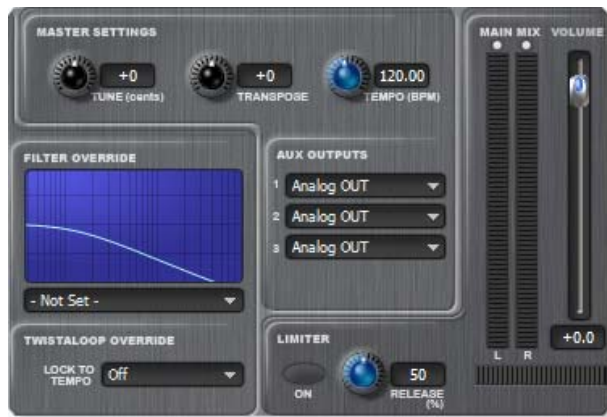 MASTER SETTINGS
+0
TUNE (cents)
+0
TRANSPOSE
120.00
TEMPO (BPM)
MAIN MIX
VOLUME
FILTER OVERRIDE
- Not Set -
AUX OUTPUTS
1 Analog OUT
2 Analog OUT
3 Analog OUT
TWISTALOOP OVERRIDE
LOCK TO
TEMPO
Off
LIMITER
ON
50
RELEASE
(%)
L R
+0.0